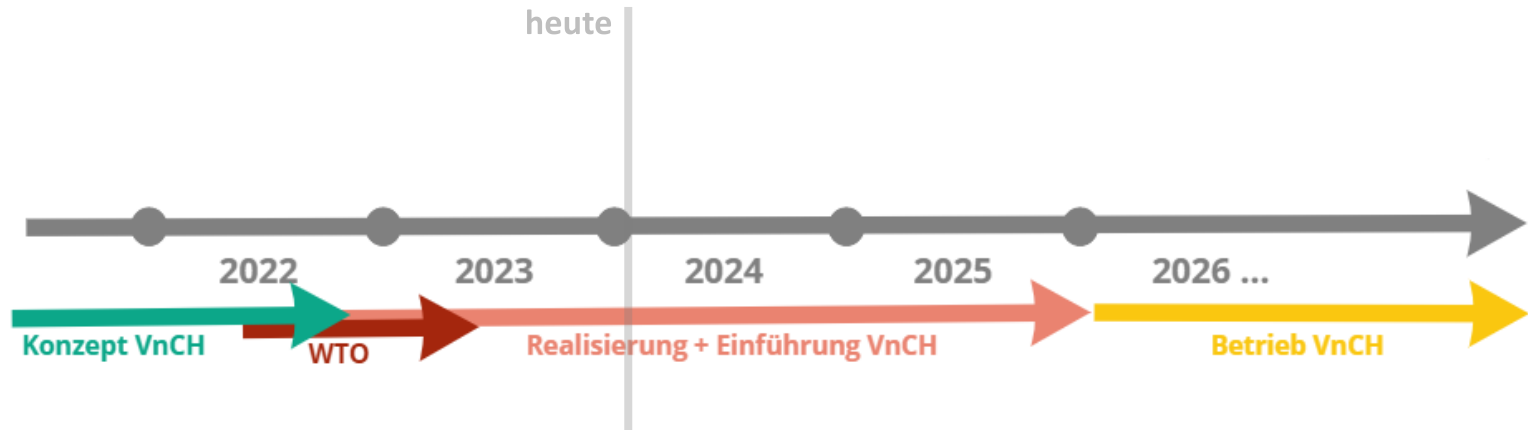 heute
2022 2023 2024 2025 2026 ...
Konzept VnCH WTO Realisierung + Einführung VnCH Betrieb VnCH